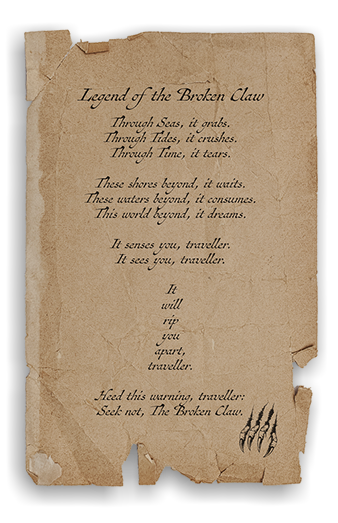 Legend of the Broken Claw
Through Seas, it grabs.
Through Tides, it crushes.
Through Time, it tears.
These shores beyond, it waits.
These waters beyond, it consumes.
This world beyond, it dreams.
It senses you, traveller.
It sees you, traveller.
It
will
rip
you
apart,
traveller.
Heed this warning, traveller:
Seek not, The Broken Claw.